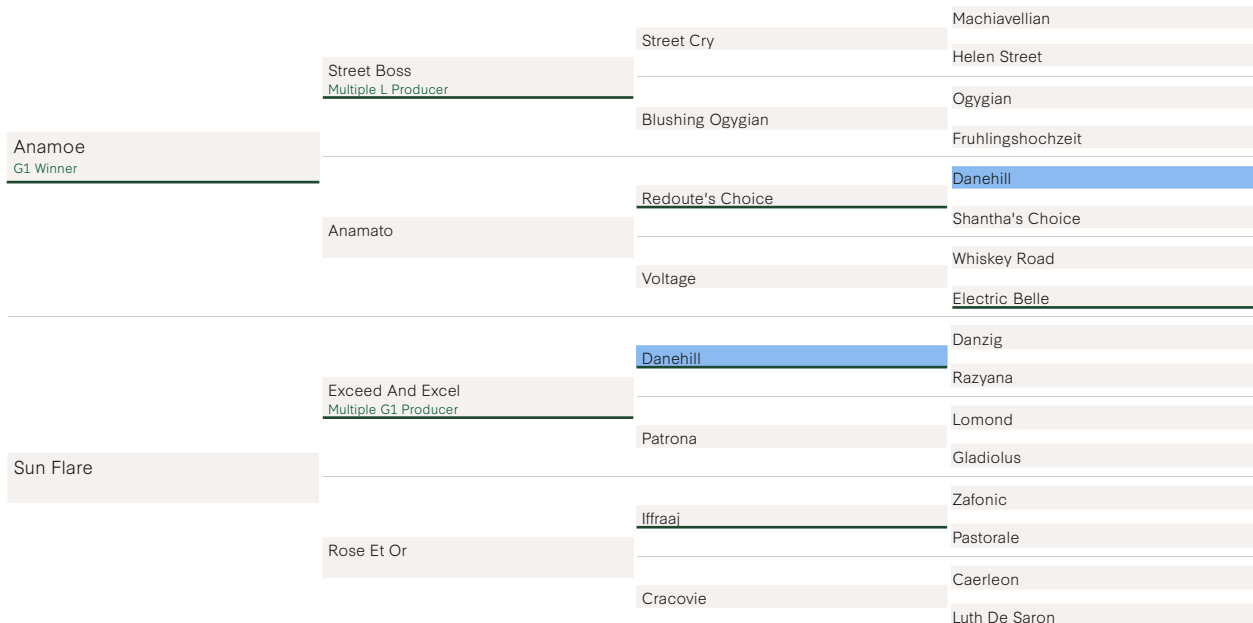 Anamoe
G1 Winner
Sun Flare
Street Boss
Multiple L Producer
Anamato
Exceed And Excel
Multiple G1 Producer
Rose Et Or
Street Cry
Blushing Ogygian
Redoute's Choice
Voltage
Danehill
Patrona
Iffraaj
Cracovie
Machiavellian
Helen Street
Ogygian
Fruhlingshochzeit
Danehill
Shantha's Choice
Whiskey Road
Electric Belle
Danzig
Razyana
Lomond
Gladiolus
Zafonic
Pastorale
Caerleon
Luth De Saron